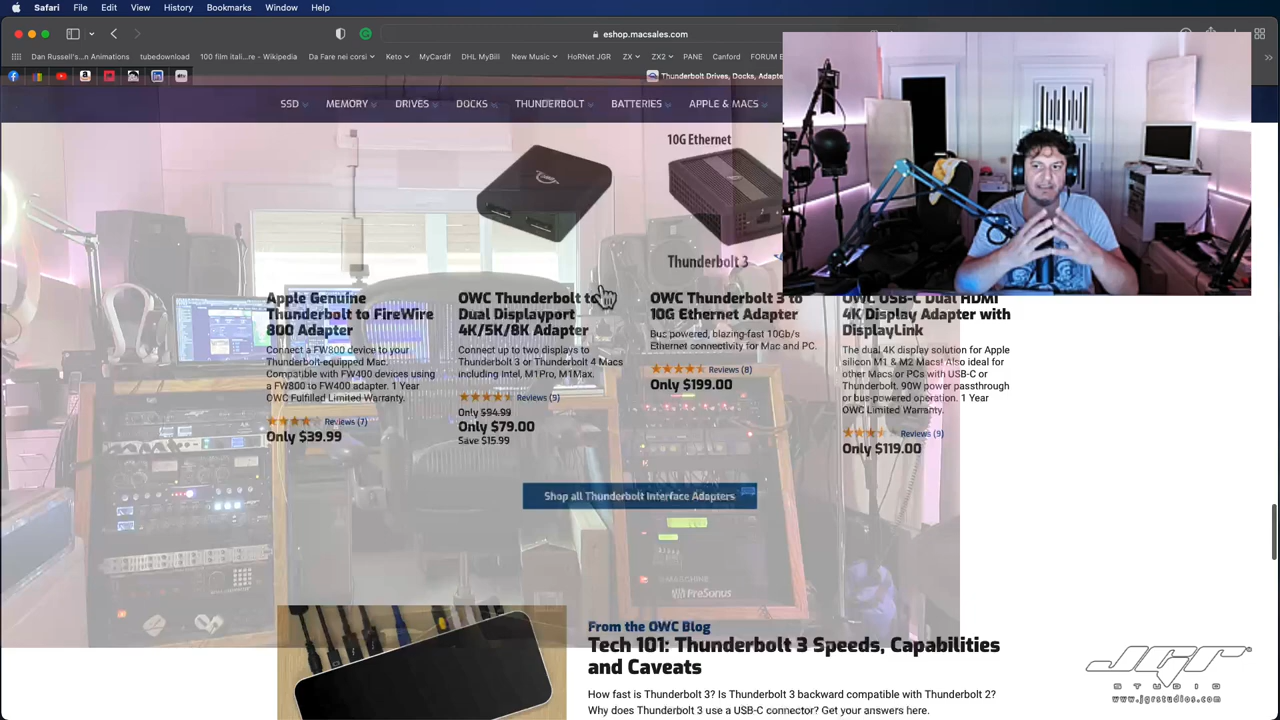 Safari File Edit View History Bookmarks Window Help
eshop.macsales.com
Dan Russell's...n Animations tubedownload 100 film itali...re - Wikipedia Da Fare nei corsi Keto MyCardif DHL MyBill New Music HoRNet JGR ZX ZX2 PANE Canford FORUM
Thunderbolt Drives, Docks, Adapte
SSD MEMORY DRIVES DOCKS THUNDERBOLT BATTERIES APPLE & MACS
10G Ethernet
Thunderbolt 3
Apple Genuine
Thunderbolt to FireWire
800 Adapter
Connect a FW800 device to your
Thunderbolt-equipped Mac.
Compatible with FW400 devices using
a FW800 to FW400 adapter. 1 Year
OWC Fulfilled Limited Warranty.
Reviews (7)
Only $39.99
OWC Thunderbolt to
Dual Displayport
4K/5K/8K Adapter
Connect up to two displays to
Thunderbolt 3 or Thunderbolt 4 Macs
including Intel, M1Pro, M1Max.
Reviews (9)
Only $94.99
Only $79.00
Save $15.99
OWC Thunderbolt 3 to
10G Ethernet Adapter
Bus powered, blazing-fast 10Gb/s
Ethernet connectivity for Mac and PC.
Reviews (8)
Only $199.00
OWC USB-C Dual HDMI
4K Display Adapter with
DisplayLink
The dual 4K display solution for Apple
silicon M1 & M2 Macs! Also ideal for
other Macs or PCs with USB-C or
Thunderbolt. 90W power passthrough
or bus-powered operation. 1 Year
OWC Limited Warranty.
Reviews (9)
Only $119.00
Shop all Thunderbolt Interface Adapters
PreSonus
From the OWC Blog
Tech 101: Thunderbolt 3 Speeds, Capabilities
and Caveats
How fast is Thunderbolt 3? Is Thunderbolt 3 backward compatible with Thunderbolt 2?
Why does Thunderbolt 3 use a USB-C connector? Get your answers here.
JGR
STUDIO
www.jgrstudios.com